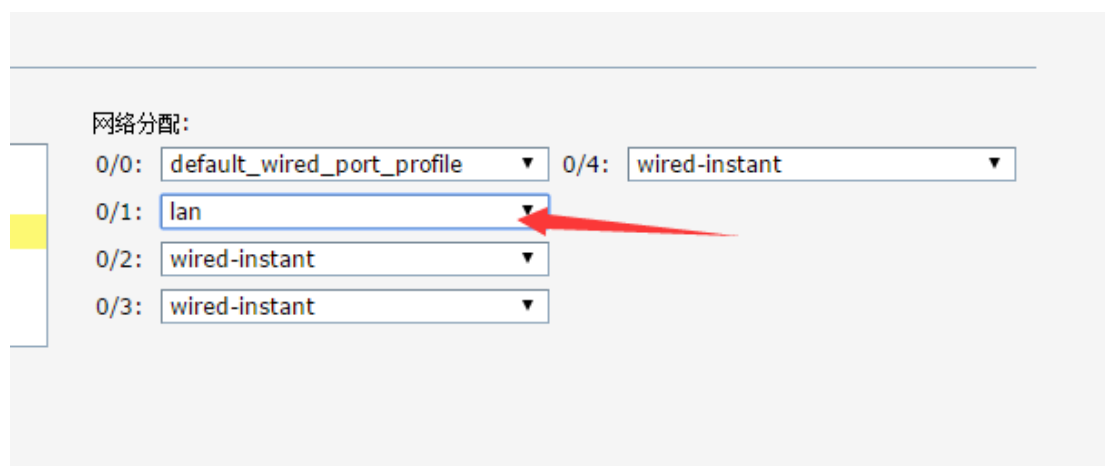 网络分配:
0/0: default_wired_port_profile 0/4: wired-instant
0/1: lan
0/2: wired-instant
0/3: wired-instant